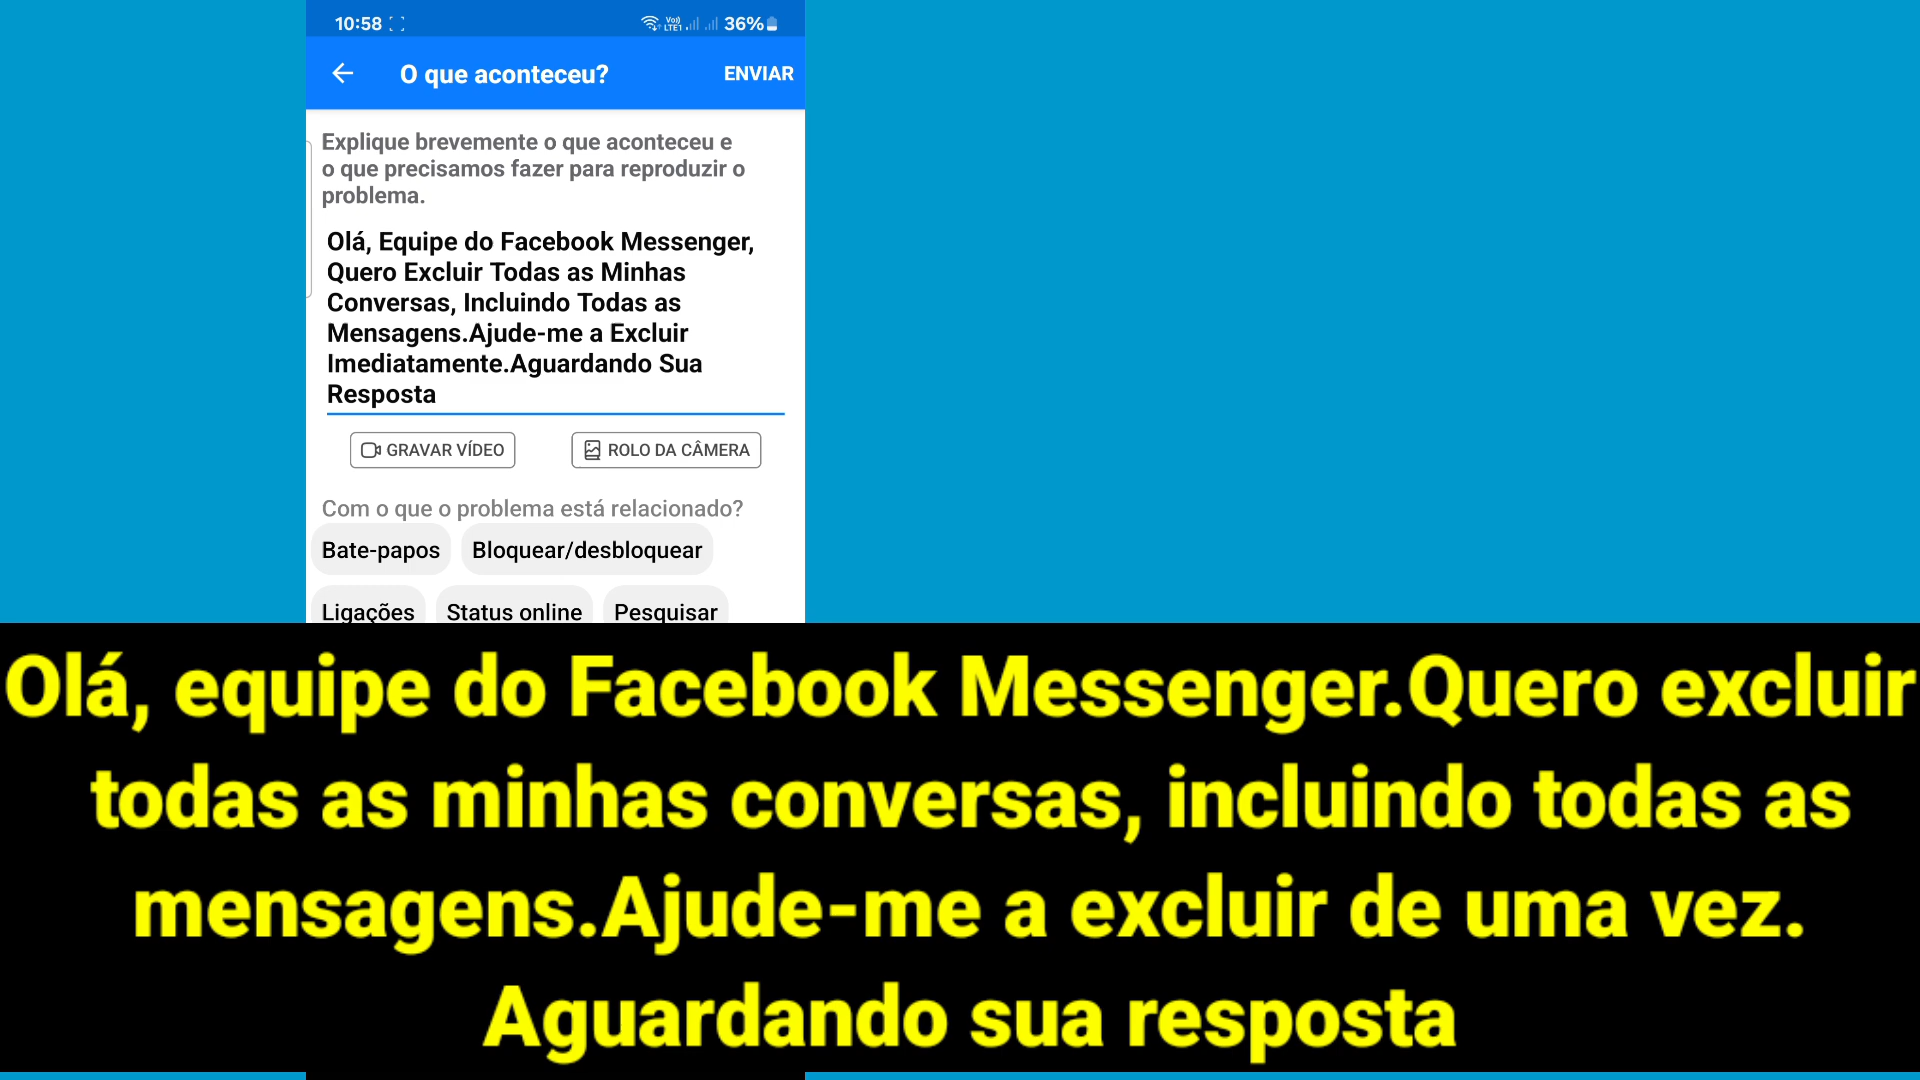 10:58
Vo)) LTE1 36%
O que aconteceu?
ENVIAR
Explique brevemente o que aconteceu e
o que precisamos fazer para reproduzir o
problema.
Olá, Equipe do Facebook Messenger,
Quero Excluir Todas as Minhas
Conversas, Incluindo Todas as
Mensagens.Ajude-me a Excluir
Imediatamente.Aguardando Sua
Resposta
GRAVAR VÍDEO
ROLO DA CÂMERA
Com o que o problema está relacionado?
Bate-papos Bloquear/desbloquear
Ligações Status online Pesquisar
Olá, equipe do Facebook Messenger.Quero excluir
todas as minhas conversas, incluindo todas as
mensagens.Ajude-me a excluir de uma vez.
Aguardando sua resposta